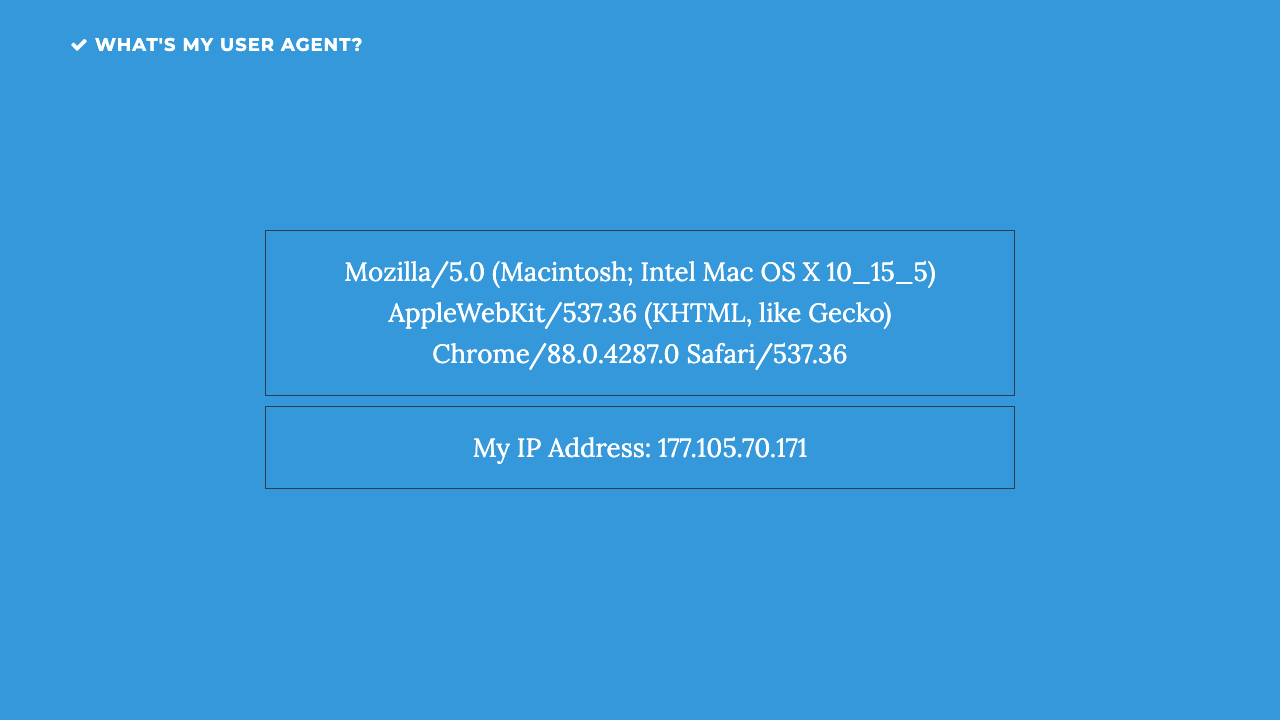 WHAT'S MY USER AGENT?
Mozilla/5.0 (Macintosh; Intel Mac OS X 10_15_5)
AppleWebKit/537.36 (KHTML, like Gecko)
Chrome/88.0.4287.0 Safari/537.36
My IP Address: 177.105.70.171